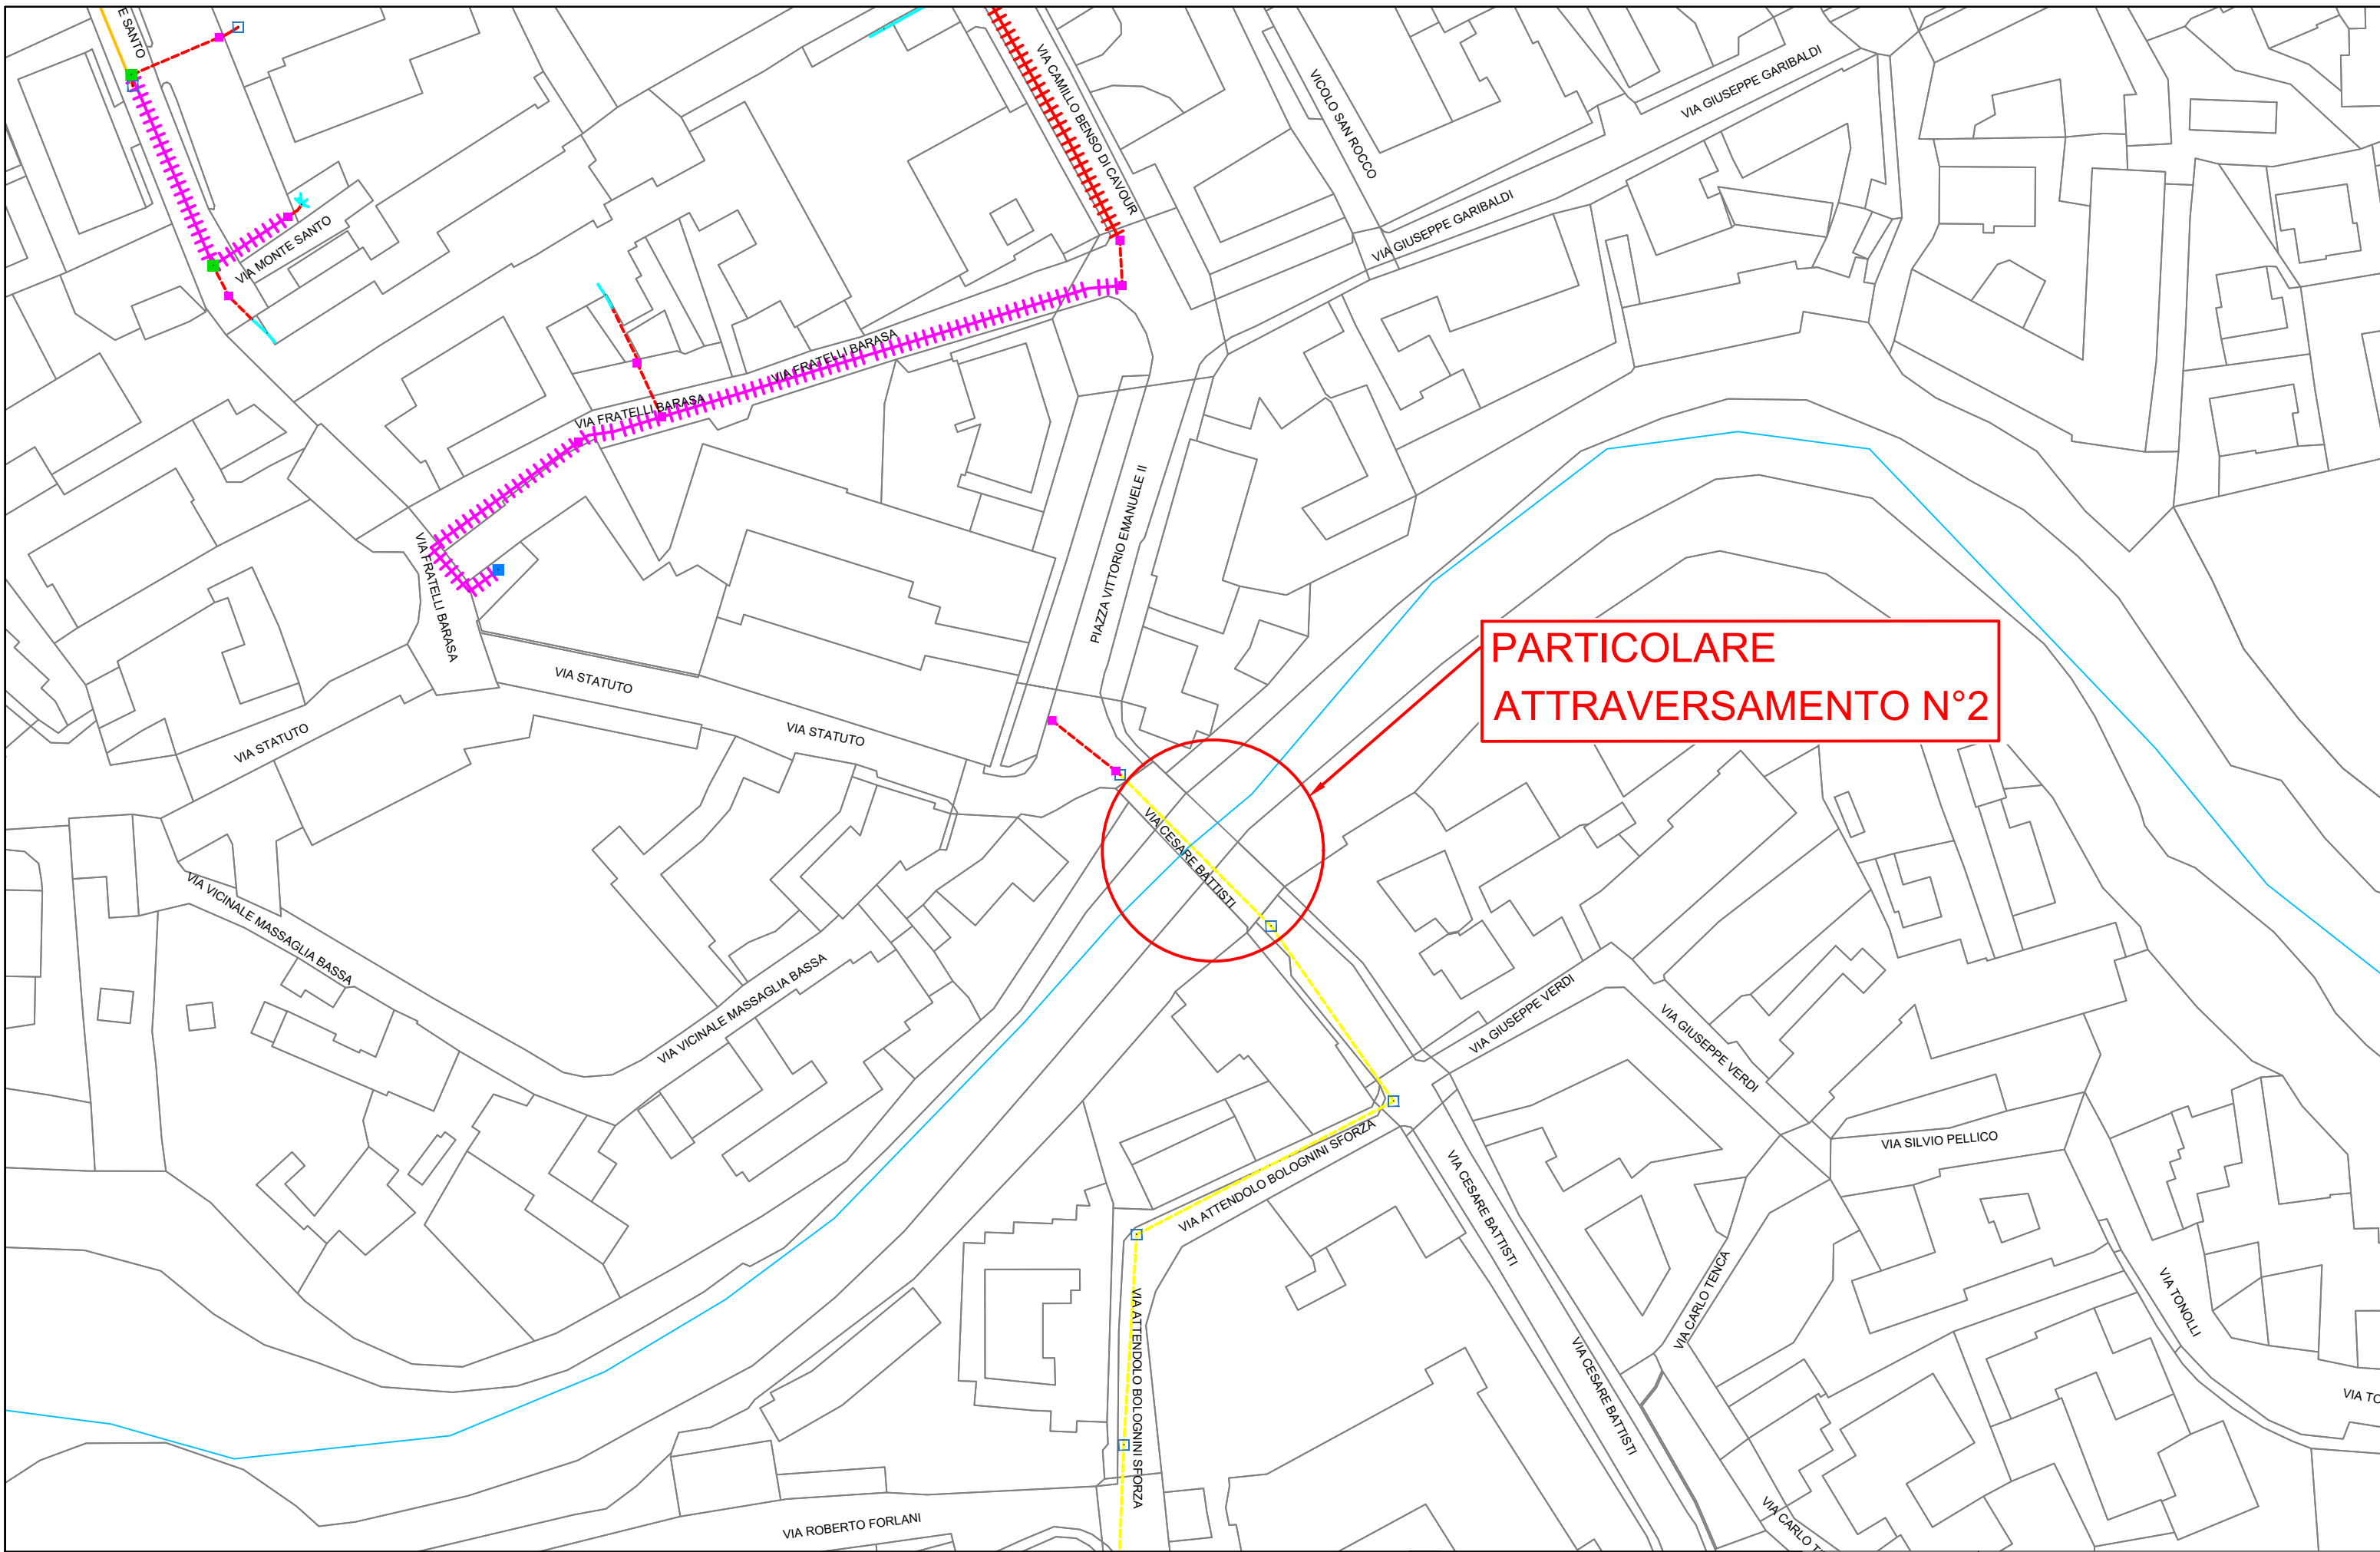 E SANTO
VIA CAMILLO BENSO DI CAVOUR
VICOLO SAN ROCCO
VIA GIUSEPPE GARIBALDI
VIA GIUSEPPE GARIBALDI
VIA MONTE SANTO
VIA FRATELLI BARASA
VIA FRATELLI BARASA
VIA FRATELLI BARASA
PIAZZA VITTORIO EMANUELE II
PARTICOLARE
ATTRAVERSAMENTO N°2
VIA STATUTO
VIA STATUTO
VIA STATUTO
VIA CESARE BATTISTI
VIA VICINALE MASSAGLIA BASSA
VIA VICINALE MASSAGLIA BASSA
VIA GIUSEPPE VERDI
VIA GIUSEPPE VERDI
VIA SILVIO PELLICO
VIA ATTENDOLO BOLOGNINI SFORZA
VIA CESARE BATTISTI
VIA CARLO TENCA
VIA TONOLLI
VIA ATTENDOLO BOLOGNINI SFORZA
VIA CESARE BATTISTI
VIA TO
VIA ROBERTO FORLANI
VIA CARLO T